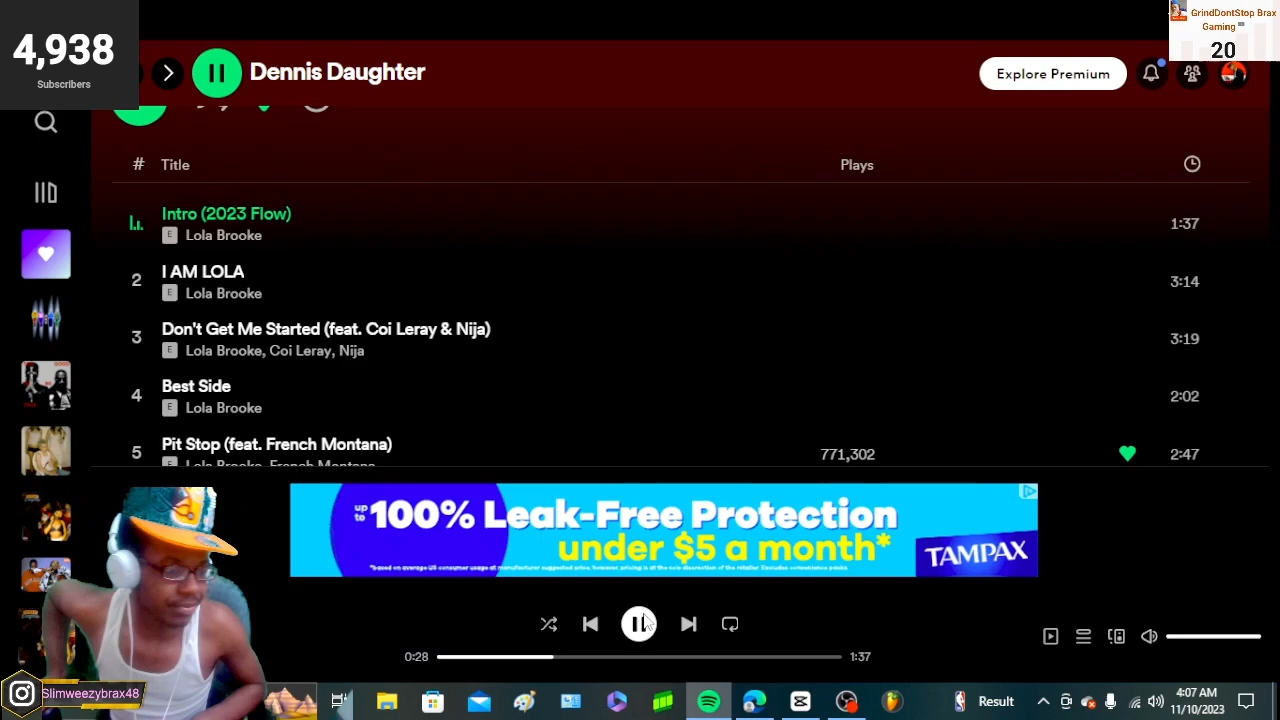 4,938
Subscribers
GrindDontStop Brax
Gaming
20
Dennis Daughter
Explore Premium
# Title Plays
Intro (2023 Flow)
E Lola Brooke
1:37
2 I AM LOLA
E Lola Brooke
3:14
3 Don't Get Me Started (feat. Coi Leray & Nija)
E Lola Brooke, Coi Leray, Nija
3:19
4 Best Side
E Lola Brooke
2:02
5 Pit Stop (feat. French Montana)
771,302
2:47
E Lola Brooke, French Montana
up to 100% Leak-Free Protection
under $5 a month*
TAMPAX
0:28
1:37
Slimweezybrax48
Result
4:07 AM
11/10/2023